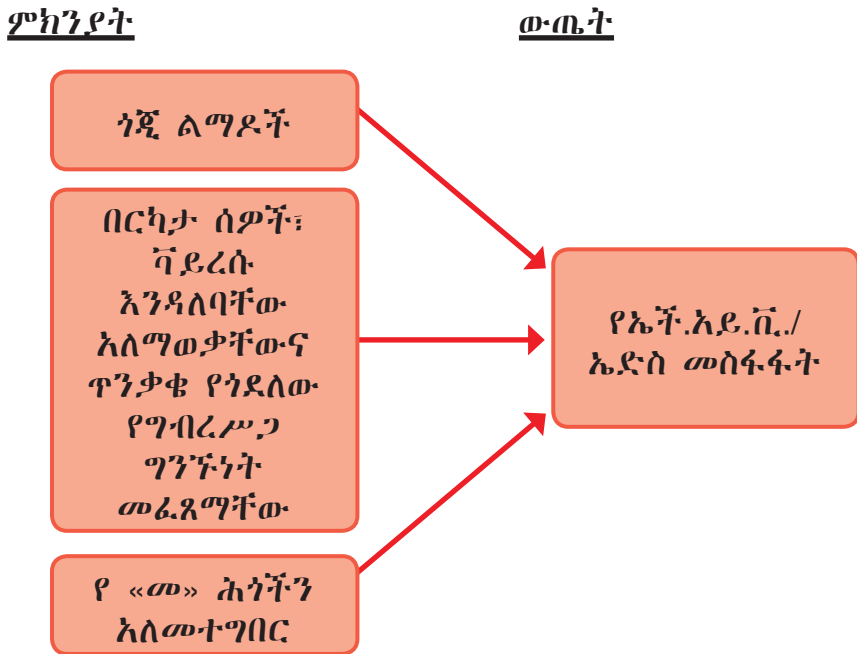 ምክንያት
ውጤት
ጎጂ ልማዶች
በርካታ ሰዎች፣
ቫይረሱ
እንዳለባቸው
አለማወቃቸውና
ጥንቃቄ የጎደለው
የግብረሥጋ
ግንኙነት
መፈጸማቸው
የ «መ» ሕጎችን
አለመተግበር
የኤች.አይ.ቪ./
ኤድስ መስፋፋት